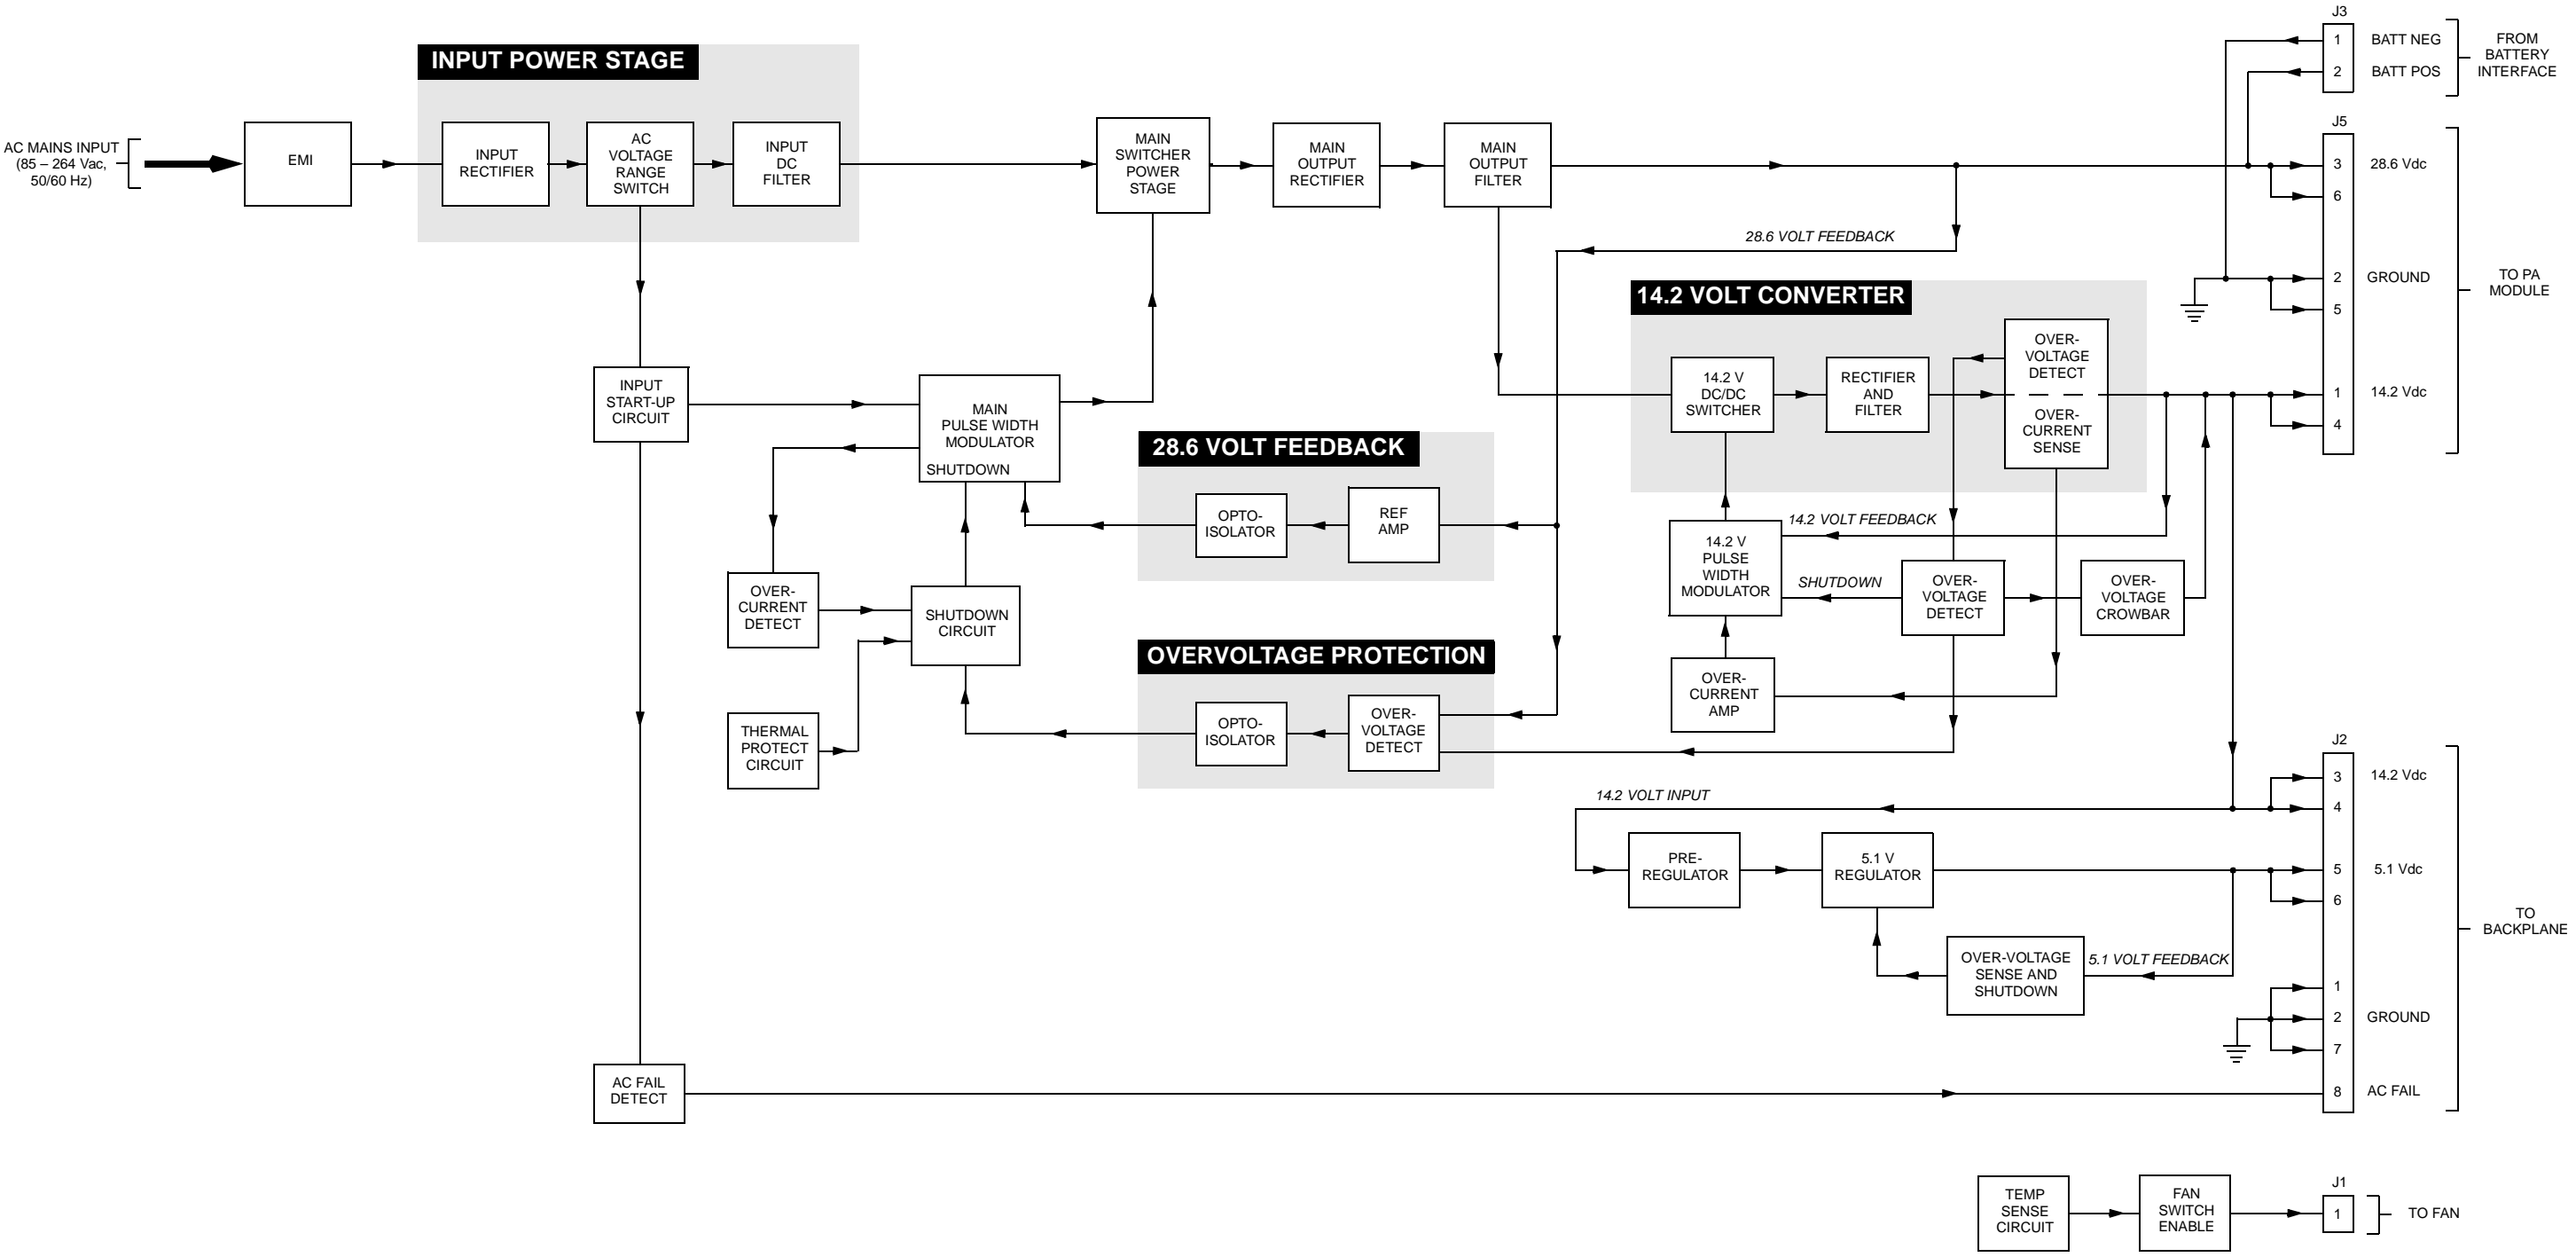 INPUT POWER STAGE
AC MAINS INPUT
(85 – 264 Vac,
50/60 Hz)
EMI
INPUT
RECTIFIER
AC
VOLTAGE
RANGE
SWITCH
INPUT
DC
FILTER
MAIN
SWITCHER
POWER
STAGE
MAIN
OUTPUT
RECTIFIER
MAIN
OUTPUT
FILTER
J3
1
BATT NEG
2
BATT POS
FROM
BATTERY
INTERFACE
J5
3
28.6 Vdc
6
2
GROUND
5
1
14.2 Vdc
4
TO PA
MODULE
28.6 VOLT FEEDBACK
14.2 VOLT CONVERTER
14.2 V
DC/DC
SWITCHER
RECTIFIER
AND
FILTER
OVER-
VOLTAGE
DETECT
OVER-
CURRENT
SENSE
INPUT
START-UP
CIRCUIT
MAIN
PULSE WIDTH
MODULATOR
SHUTDOWN
28.6 VOLT FEEDBACK
OPTO-
ISOLATOR
REF
AMP
14.2 VOLT FEEDBACK
14.2 V
PULSE
WIDTH
MODULATOR
SHUTDOWN
OVER-
VOLTAGE
DETECT
OVER-
VOLTAGE
CROWBAR
OVER-
CURRENT
DETECT
SHUTDOWN
CIRCUIT
OVERVOLTAGE PROTECTION
OPTO-
ISOLATOR
OVER-
VOLTAGE
DETECT
OVER-
CURRENT
AMP
THERMAL
PROTECT
CIRCUIT
J2
3
14.2 Vdc
4
5
5.1 Vdc
6
1
2
GROUND
7
8
AC FAIL
TO
BACKPLANE
14.2 VOLT INPUT
PRE-
REGULATOR
5.1 V
REGULATOR
OVER-VOLTAGE
SENSE AND
SHUTDOWN
5.1 VOLT FEEDBACK
AC FAIL
DETECT
TEMP
SENSE
CIRCUIT
FAN
SWITCH
ENABLE
J1
1
TO FAN